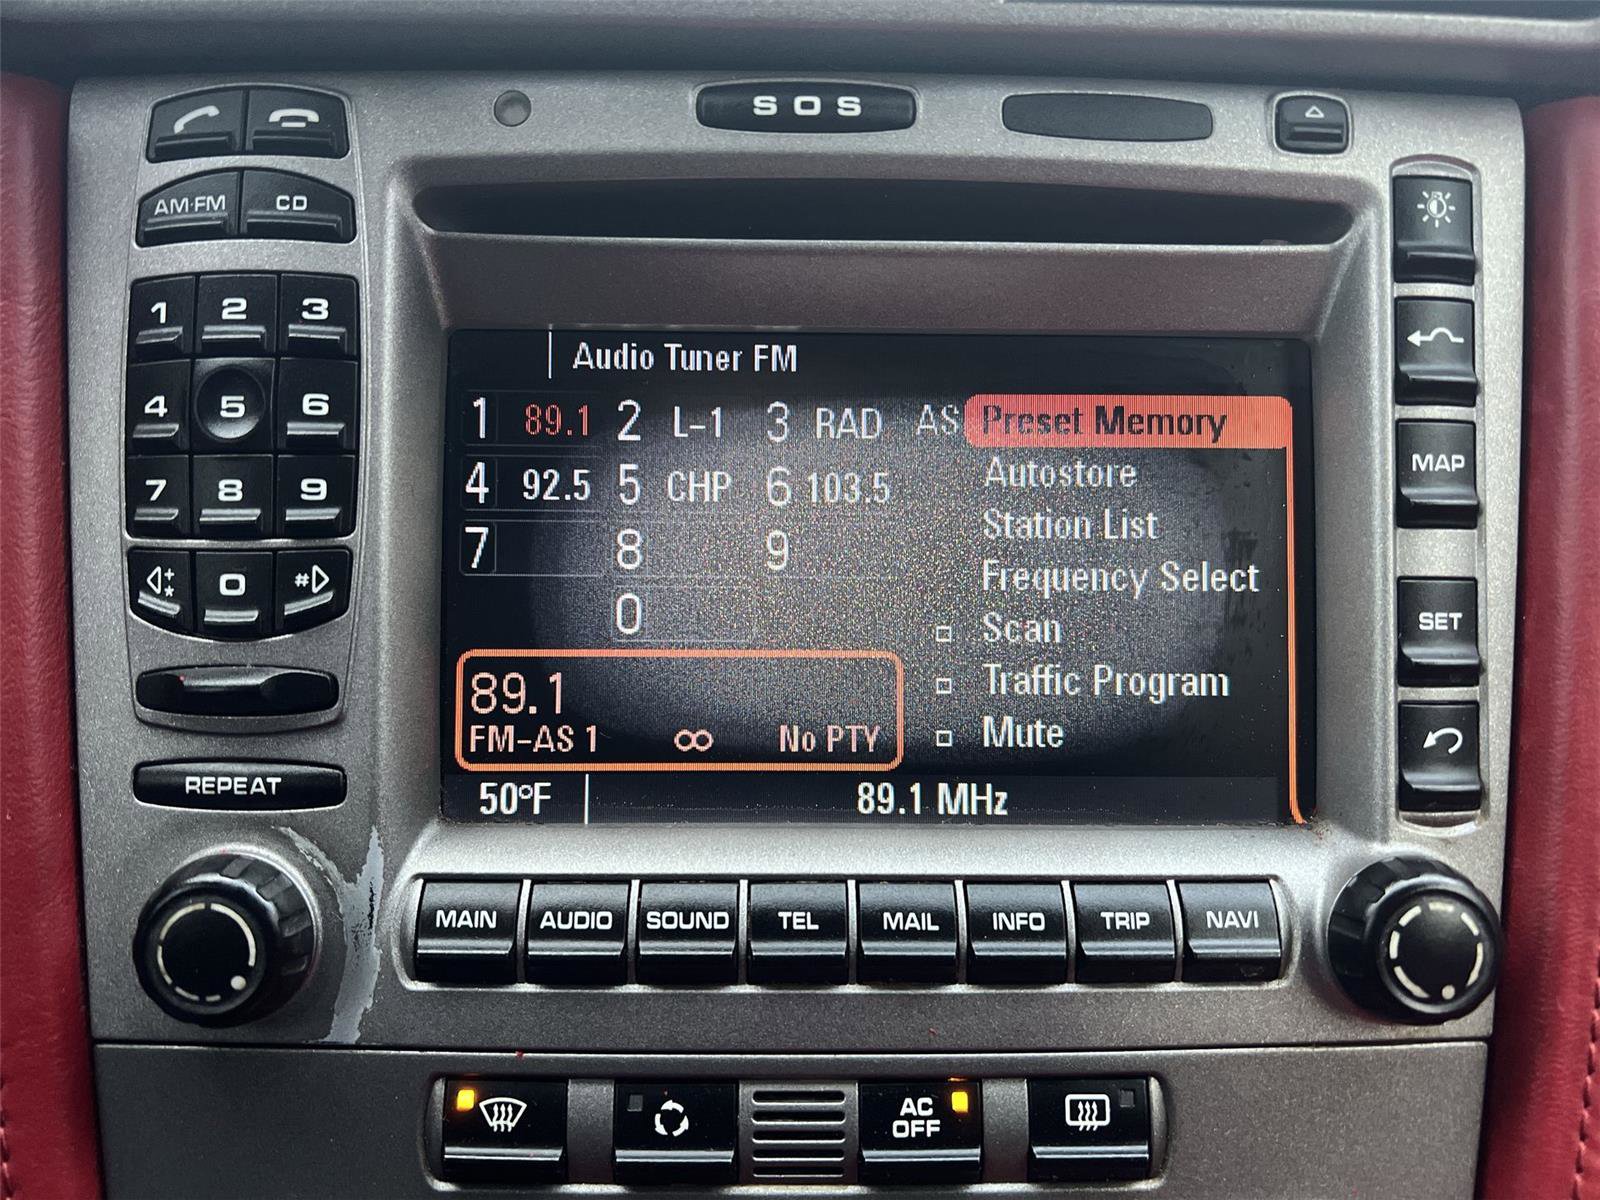 SOS
AM·FM CD
1 2 3
4 5 6
7 8 9
* 0 #
REPEAT
Audio Tuner FM
1 89.1 2 L-1 3 RAD AS
4 92.5 5 CHP 6 103.5
7 8 9
0
Preset Memory
Autostore
Station List
Frequency Select
Scan
Traffic Program
Mute
89.1
FM-AS 1 ∞ No PTY
50°F 89.1 MHz
MAP
SET
MAIN AUDIO SOUND TEL MAIL INFO TRIP NAVI
AC
OFF